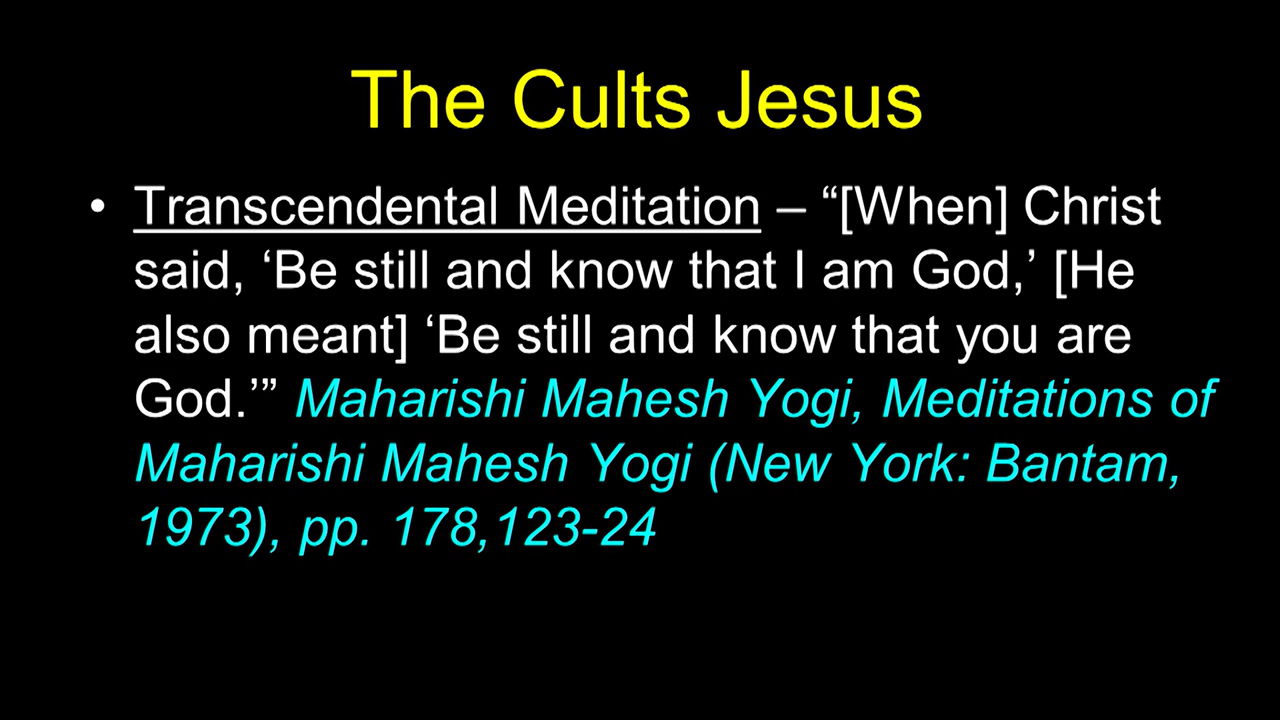 The Cults Jesus
• Transcendental Meditation – “[When] Christ
said, ‘Be still and know that I am God,’ [He
also meant] ‘Be still and know that you are
God.’” Maharishi Mahesh Yogi, Meditations of
Maharishi Mahesh Yogi (New York: Bantam,
1973), pp. 178,123-24